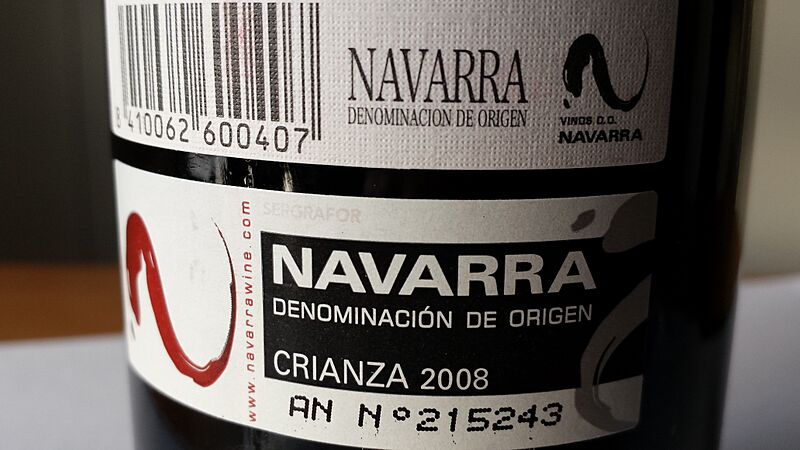 8 410062 600407
NAVARRA
DENOMINACION DE ORIGEN
VINOS D.O.
NAVARRA
www.navarrawine.com
SERGRAFOR
NAVARRA
DENOMINACIÓN DE ORIGEN
CRIANZA 2008
AN Nº215243